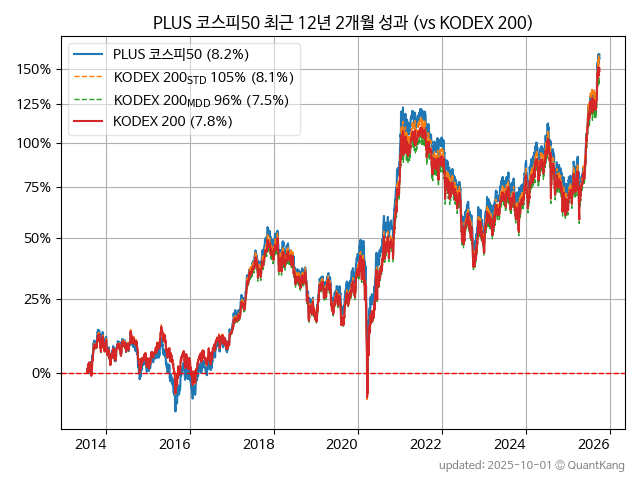 PLUS 코스피50 최근 12년 2개월 성과 (vs KODEX 200)
PLUS 코스피50 (8.2%)
KODEX 200STD 105% (8.1%)
KODEX 200MDD 96% (7.5%)
KODEX 200 (7.8%)
150%
125%
100%
75%
50%
25%
0%
2014 2016 2018 2020 2022 2024 2026
updated: 2025-10-01 © QuantKang